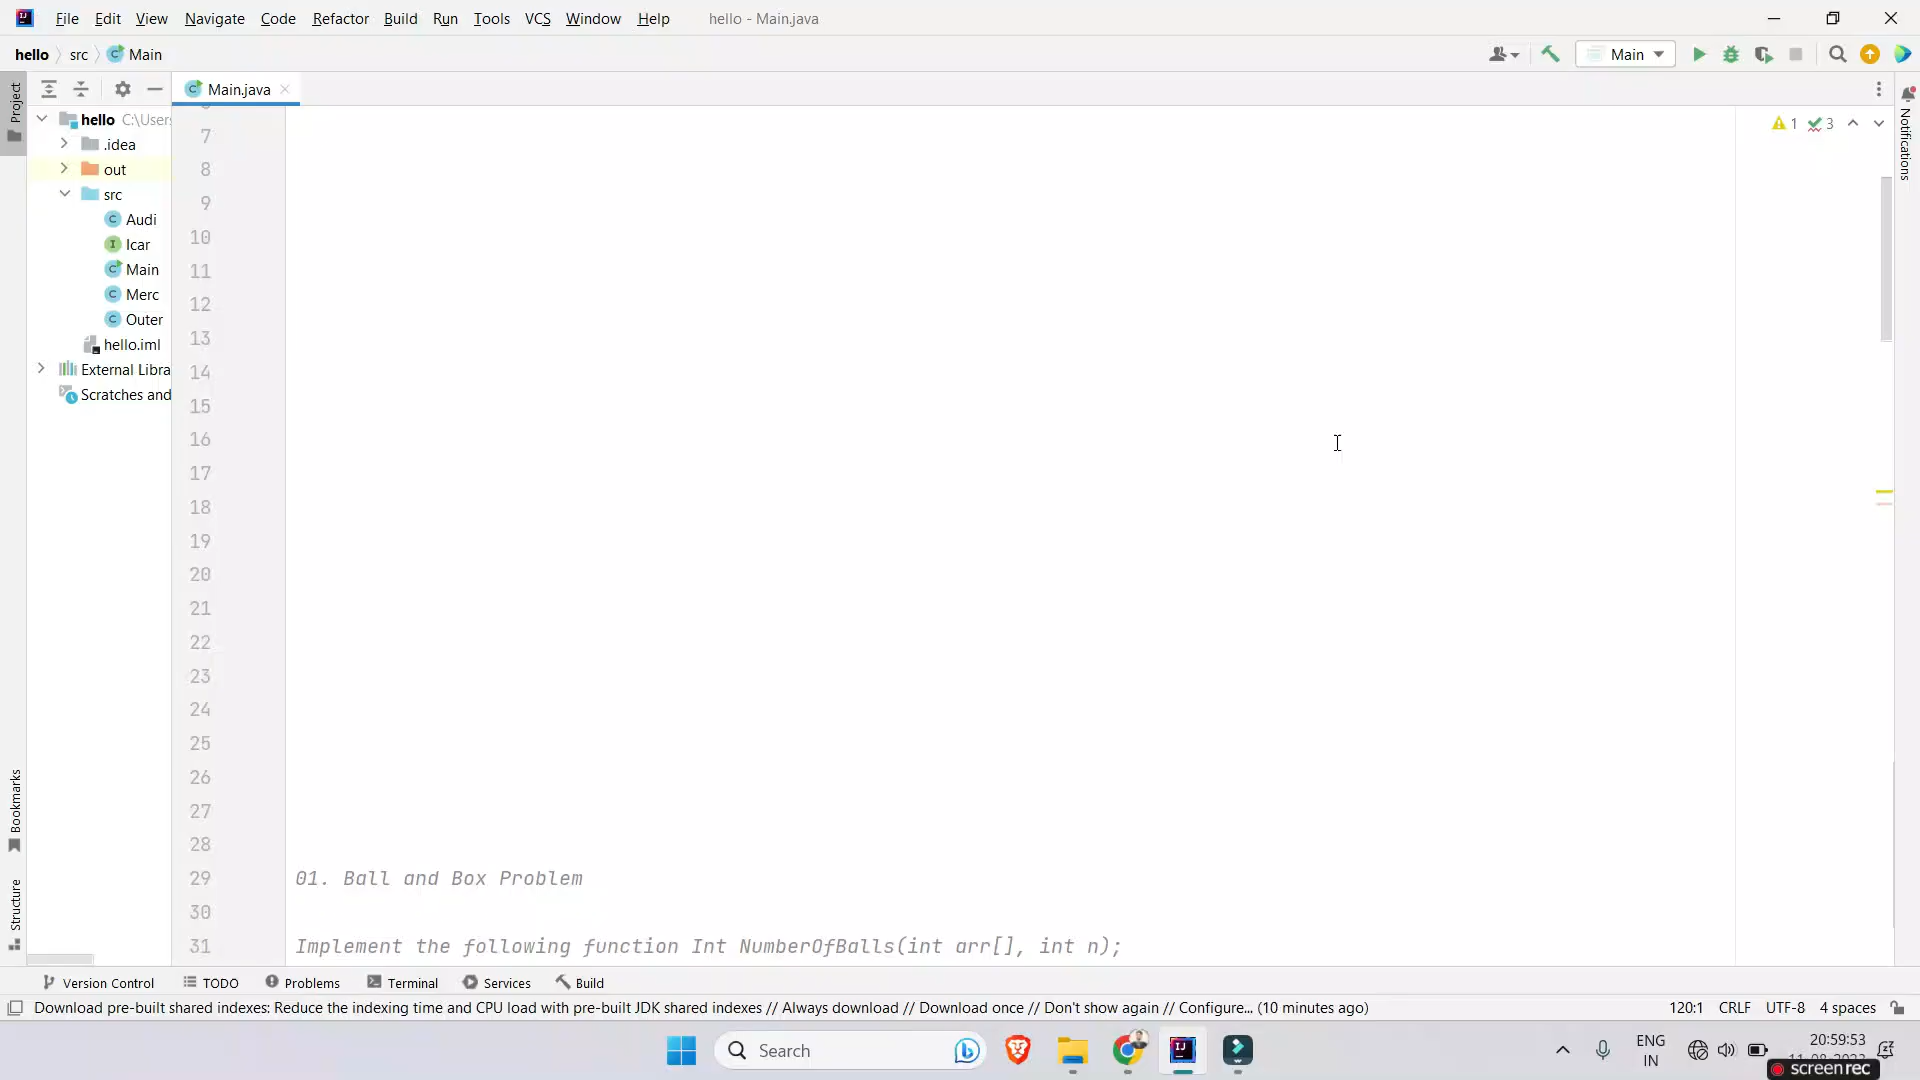 File Edit View Navigate Code Refactor Build Run Tools VCS Window Help hello - Main.java
hello src Main
Main
Project
Main.java
hello C:\Users
.idea
out
src
Audi
Icar
Main
Merc
Outer
hello.iml
External Libra
Scratches and
1 3
Notifications
7
8
9
10
11
12
13
14
15
16
17
18
19
20
21
22
23
24
25
26
27
28
29 01. Ball and Box Problem
30
31 Implement the following function Int NumberOfBalls(int arr[], int n);
Bookmarks
Structure
Version Control TODO Problems Terminal Services Build
Download pre-built shared indexes: Reduce the indexing time and CPU load with pre-built JDK shared indexes // Always download // Download once // Don't show again // Configure... (10 minutes ago) 120:1 CRLF UTF-8 4 spaces
Search
ENG
IN
20:59:53
screenrec